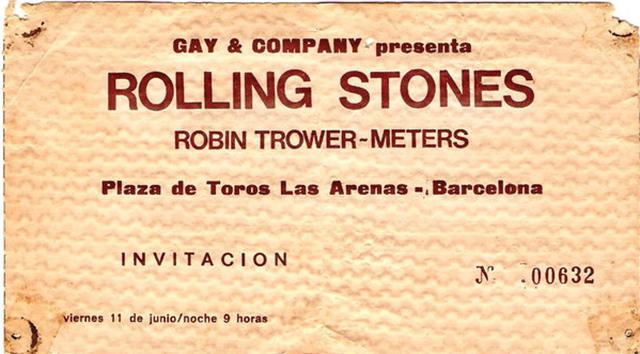 GAY & COMPANY presenta
ROLLING STONES
ROBIN TROWER-METERS
Plaza de Toros Las Arenas - Barcelona
INVITACION
N 00632
viernes 11 de junio/noche 9 horas